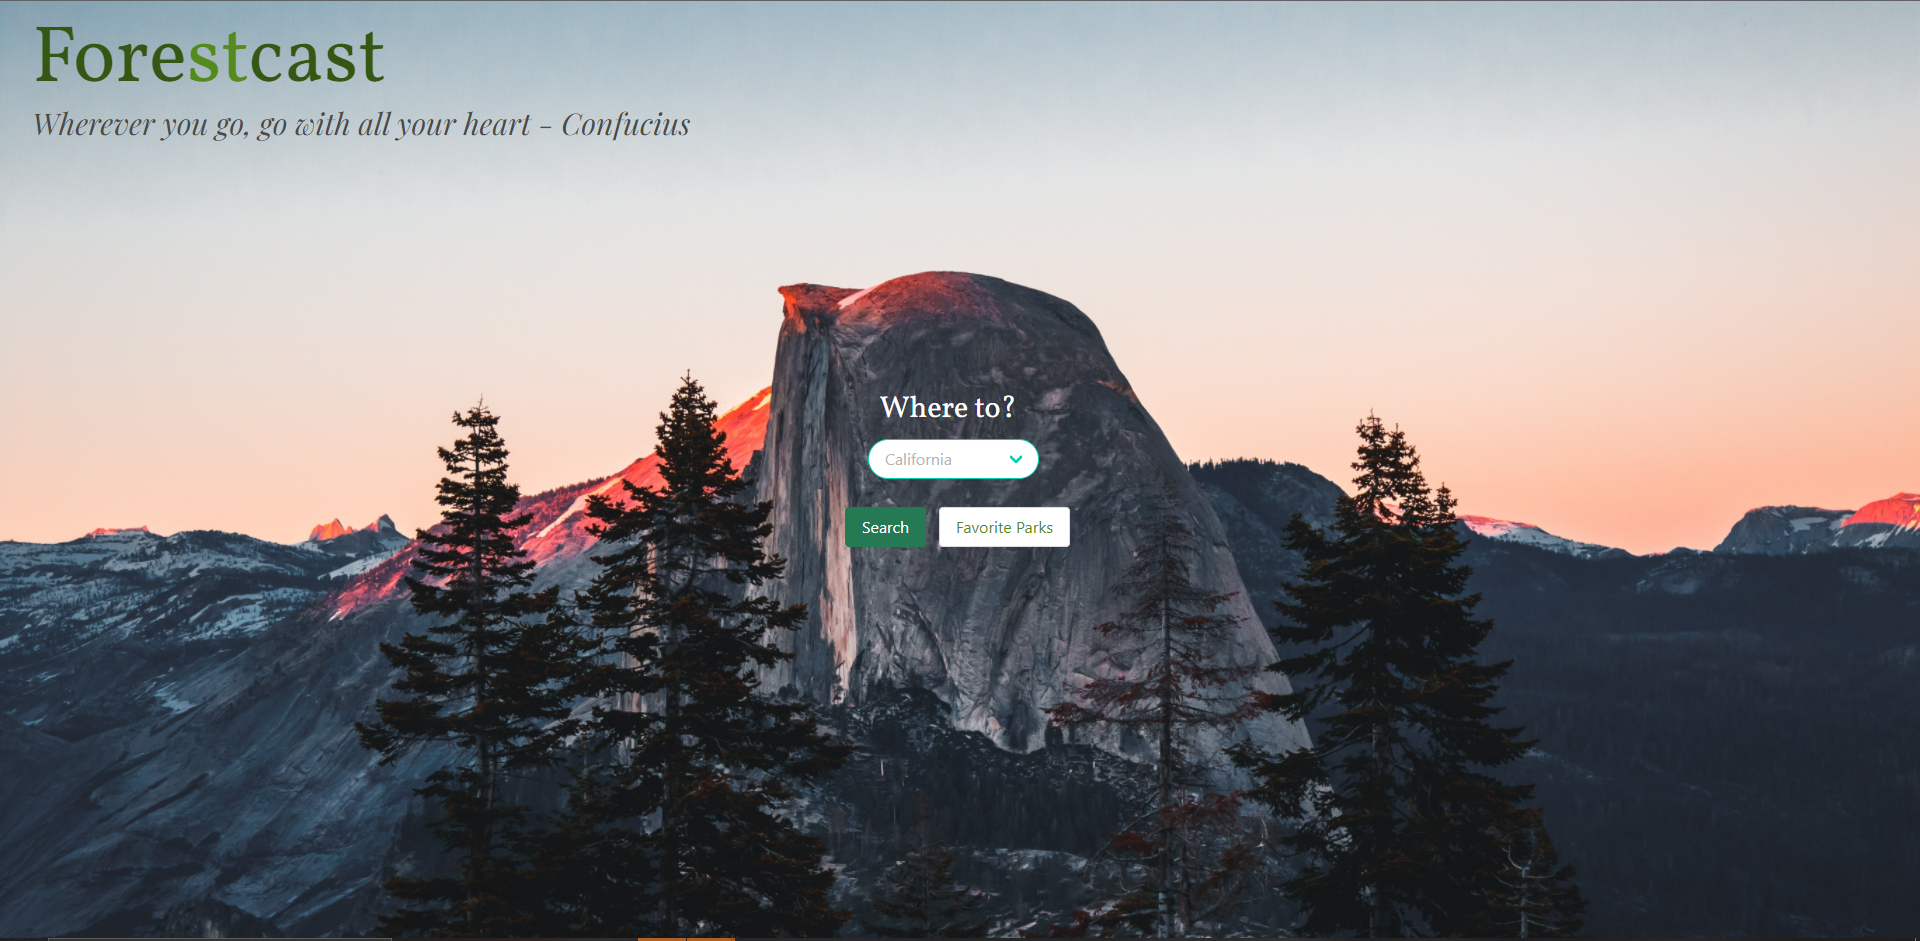 Forestcast
Wherever you go, go with all your heart - Confucius
Where to?
California
Search
Favorite Parks